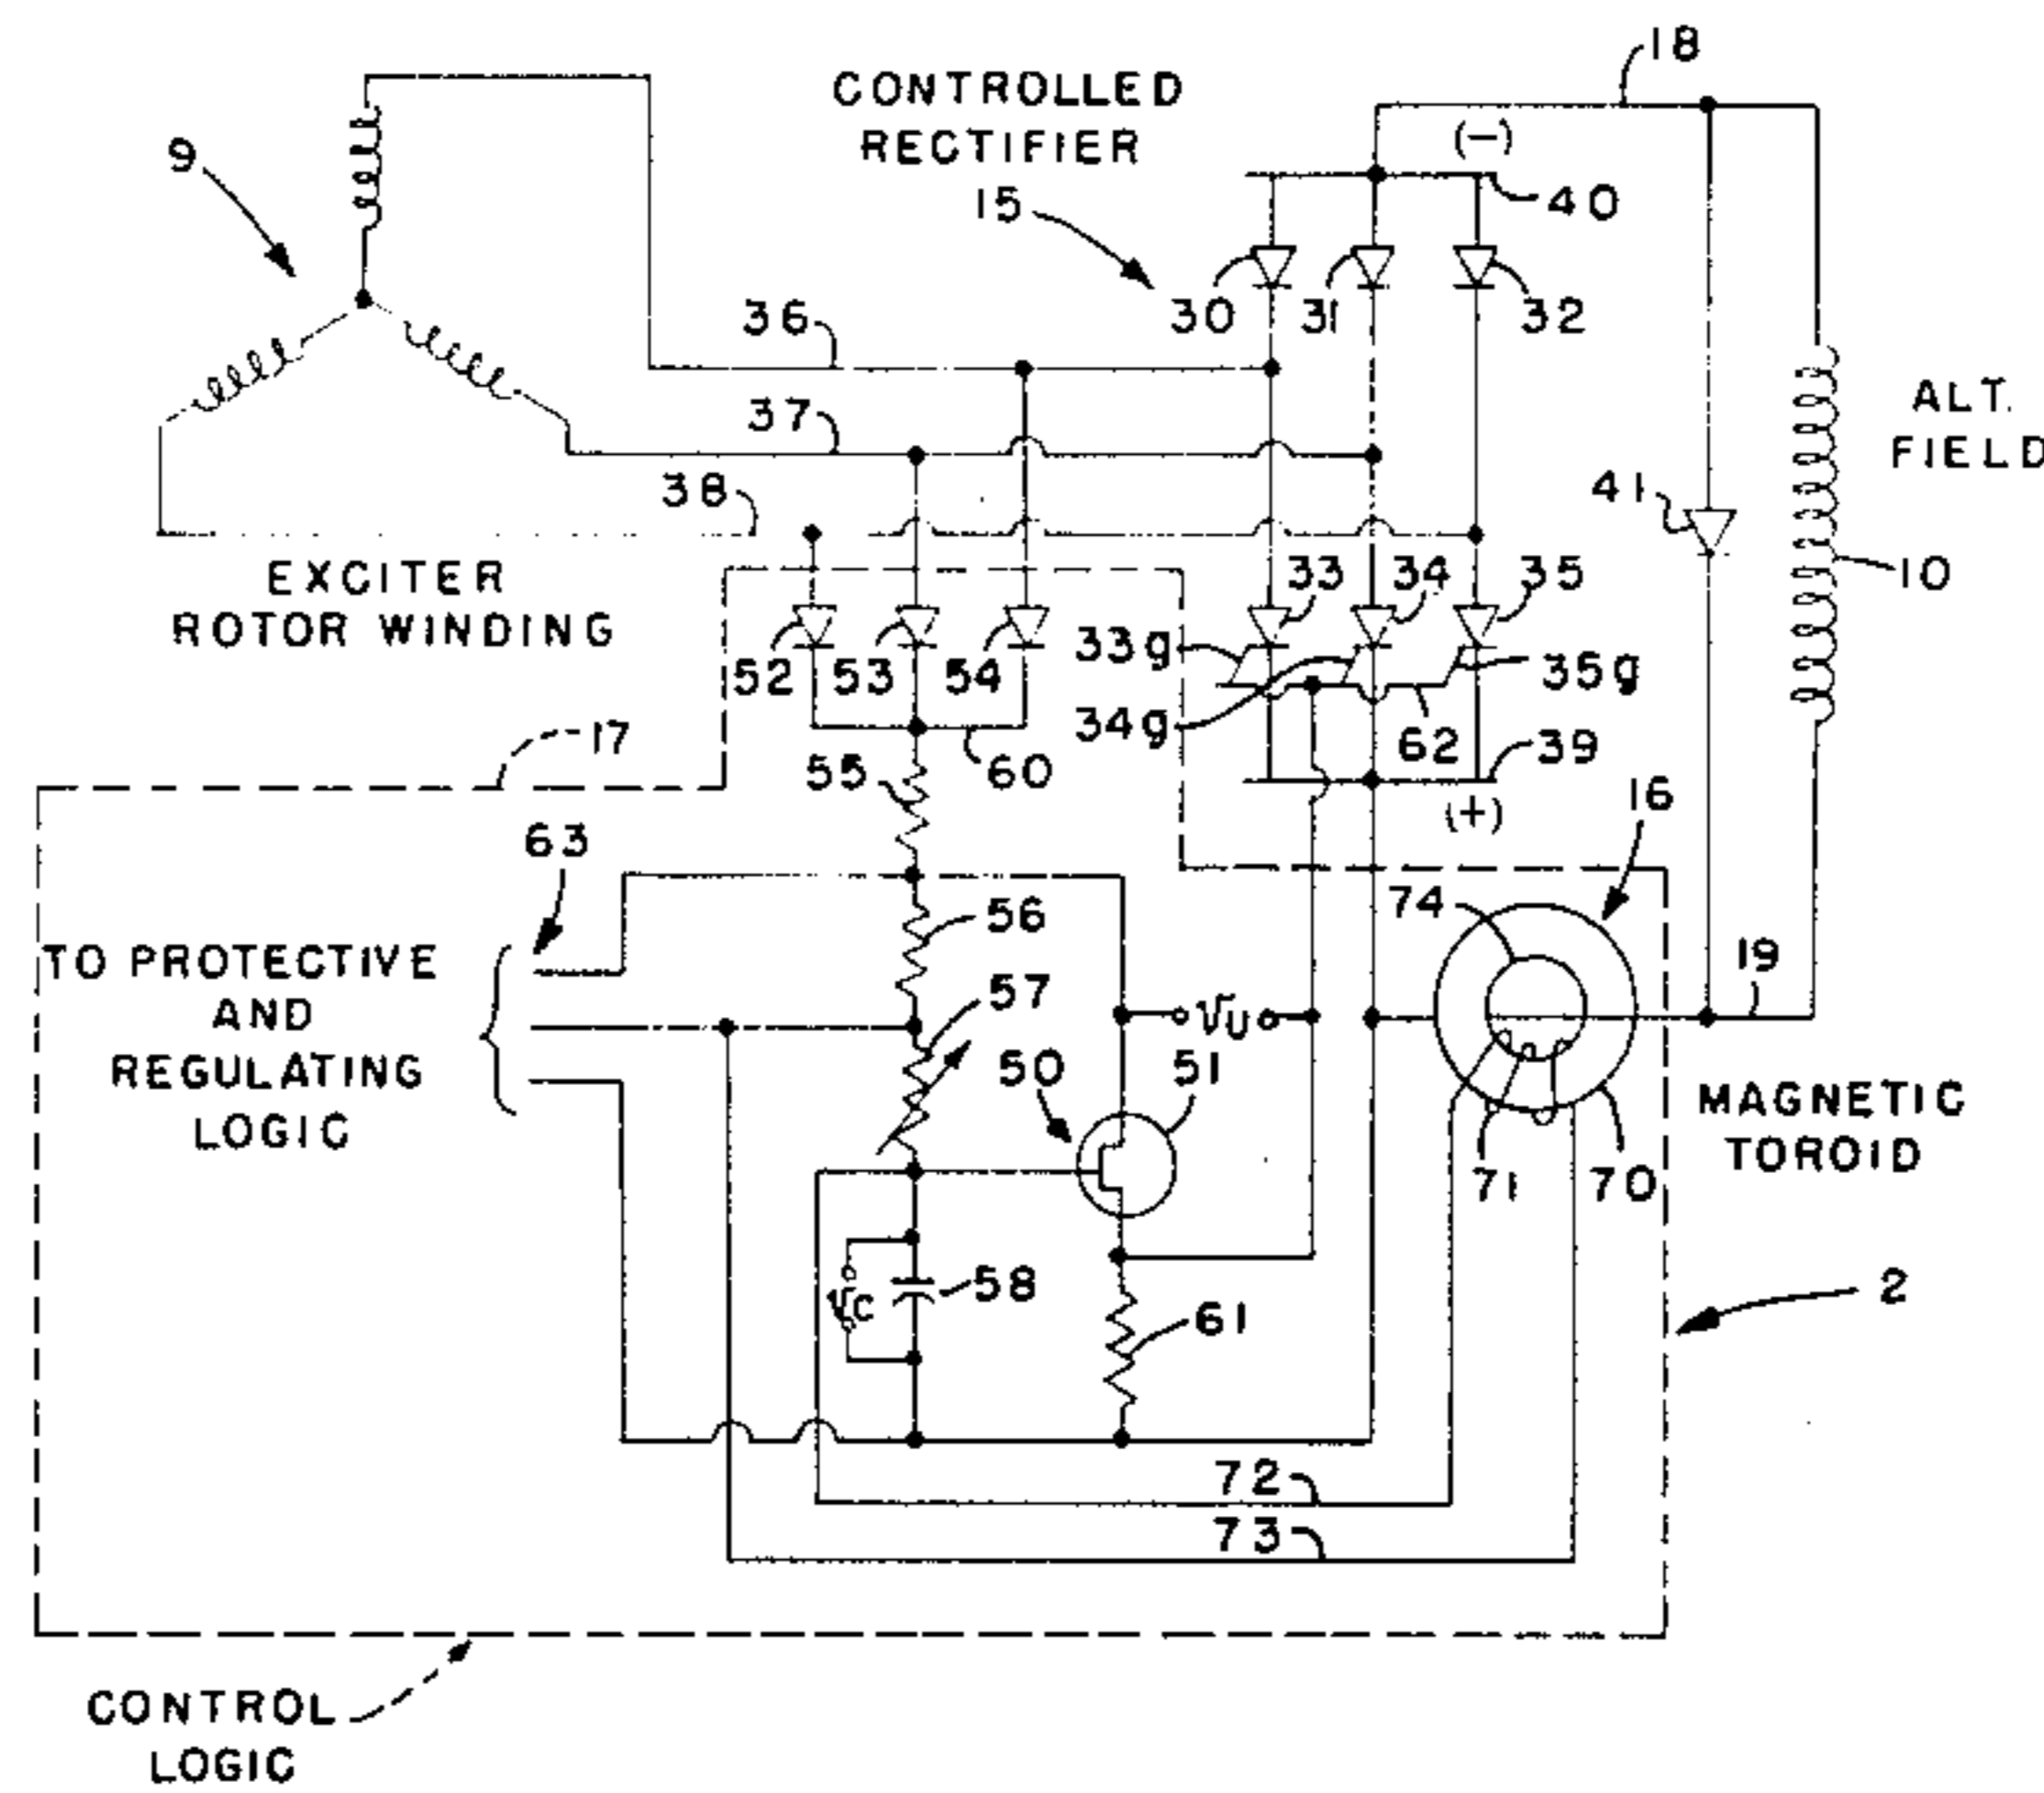 18
CONTROLLED
RECTIFIER
15
(−)
40
9
30
31
32
36
37
38
ALT.
FIELD
41
10
EXCITER
ROTOR WINDING
33
34
35
52
53
54
33g
34g
35g
62
39
(+)
17
55
60
16
63
74
56
TO PROTECTIVE
AND
REGULATING
LOGIC
57
19
50
VU
51
MAGNETIC
TOROID
71
70
VC
58
61
2
72
73
CONTROL
LOGIC